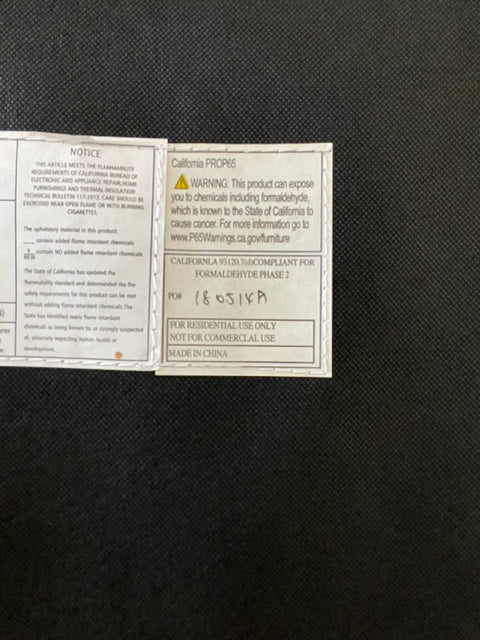 NOTICE
THIS ARTICLE MEETS THE FLAMMABILITY
REQUIREMENTS OF CALIFORNIA BUREAU OF
ELECTRONIC AND APPLIANCE REPAIR,HOME
FURNISHINGS AND THERMAL INSULATION
TECHNICAL BULLETIN 117-2013. CARE SHOULD BE
EXERCISED NEAR OPEN FLAME OR WITH BURNING
CIGARETTES.
The upholstery material in this product:
contain added flame retardant chemicals
X contain NO added flame retardant chemicals
NEW
The State of California has updated the
flammability standard and deternimded the fire
safety requirements for this product can be met
without adding flame retardant chemicals.The
State has identified many flame retardant
chemicals as being known to, or strongly suspected
of, adversely impacting human health or
development.
California PROP65
WARNING: This product can expose
you to chemicals including formaldehyde,
which is known to the State of California to
cause cancer. For more information go to
www.P65Warnings.ca.gov/furniture
CALIFORNLA 93120.7(d)COMPLIANT FOR
FORMALDEHYDE PHASE 2
PO#
FOR RESIDENTIAL USE ONLY
NOT FOR COMMERCLAL USE
MADE IN CHINA